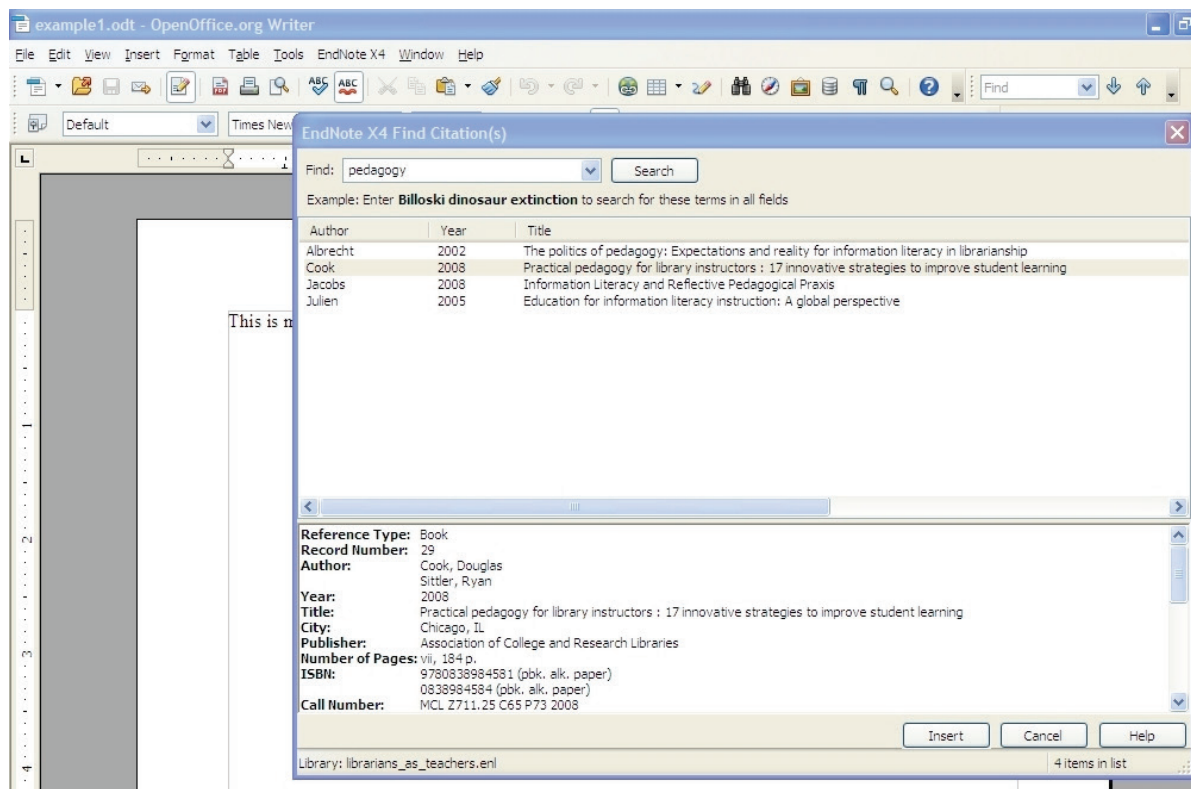 example1.odt - OpenOffice.org Writer
File Edit View Insert Format Table Tools EndNote X4 Window Help
ABC ABC Find
Default Times New
EndNote X4 Find Citation(s)
Find: pedagogy Search
Example: Enter Billoski dinosaur extinction to search for these terms in all fields
Author Year Title
Albrecht 2002 The politics of pedagogy: Expectations and reality for information literacy in librarianship
Cook 2008 Practical pedagogy for library instructors : 17 innovative strategies to improve student learning
Jacobs 2008 Information Literacy and Reflective Pedagogical Praxis
Julien 2005 Education for information literacy instruction: A global perspective
This is
Reference Type: Book
Record Number: 29
Author: Cook, Douglas
Sittler, Ryan
Year: 2008
Title: Practical pedagogy for library instructors : 17 innovative strategies to improve student learning
City: Chicago, IL
Publisher: Association of College and Research Libraries
Number of Pages: vii, 184 p.
ISBN: 9780838984581 (pbk. alk. paper)
0838984584 (pbk. alk. paper)
Call Number: MCL Z711.25 C65 P73 2008
Insert Cancel Help
Library: librarians_as_teachers.enl 4 items in list
1
2
3
4